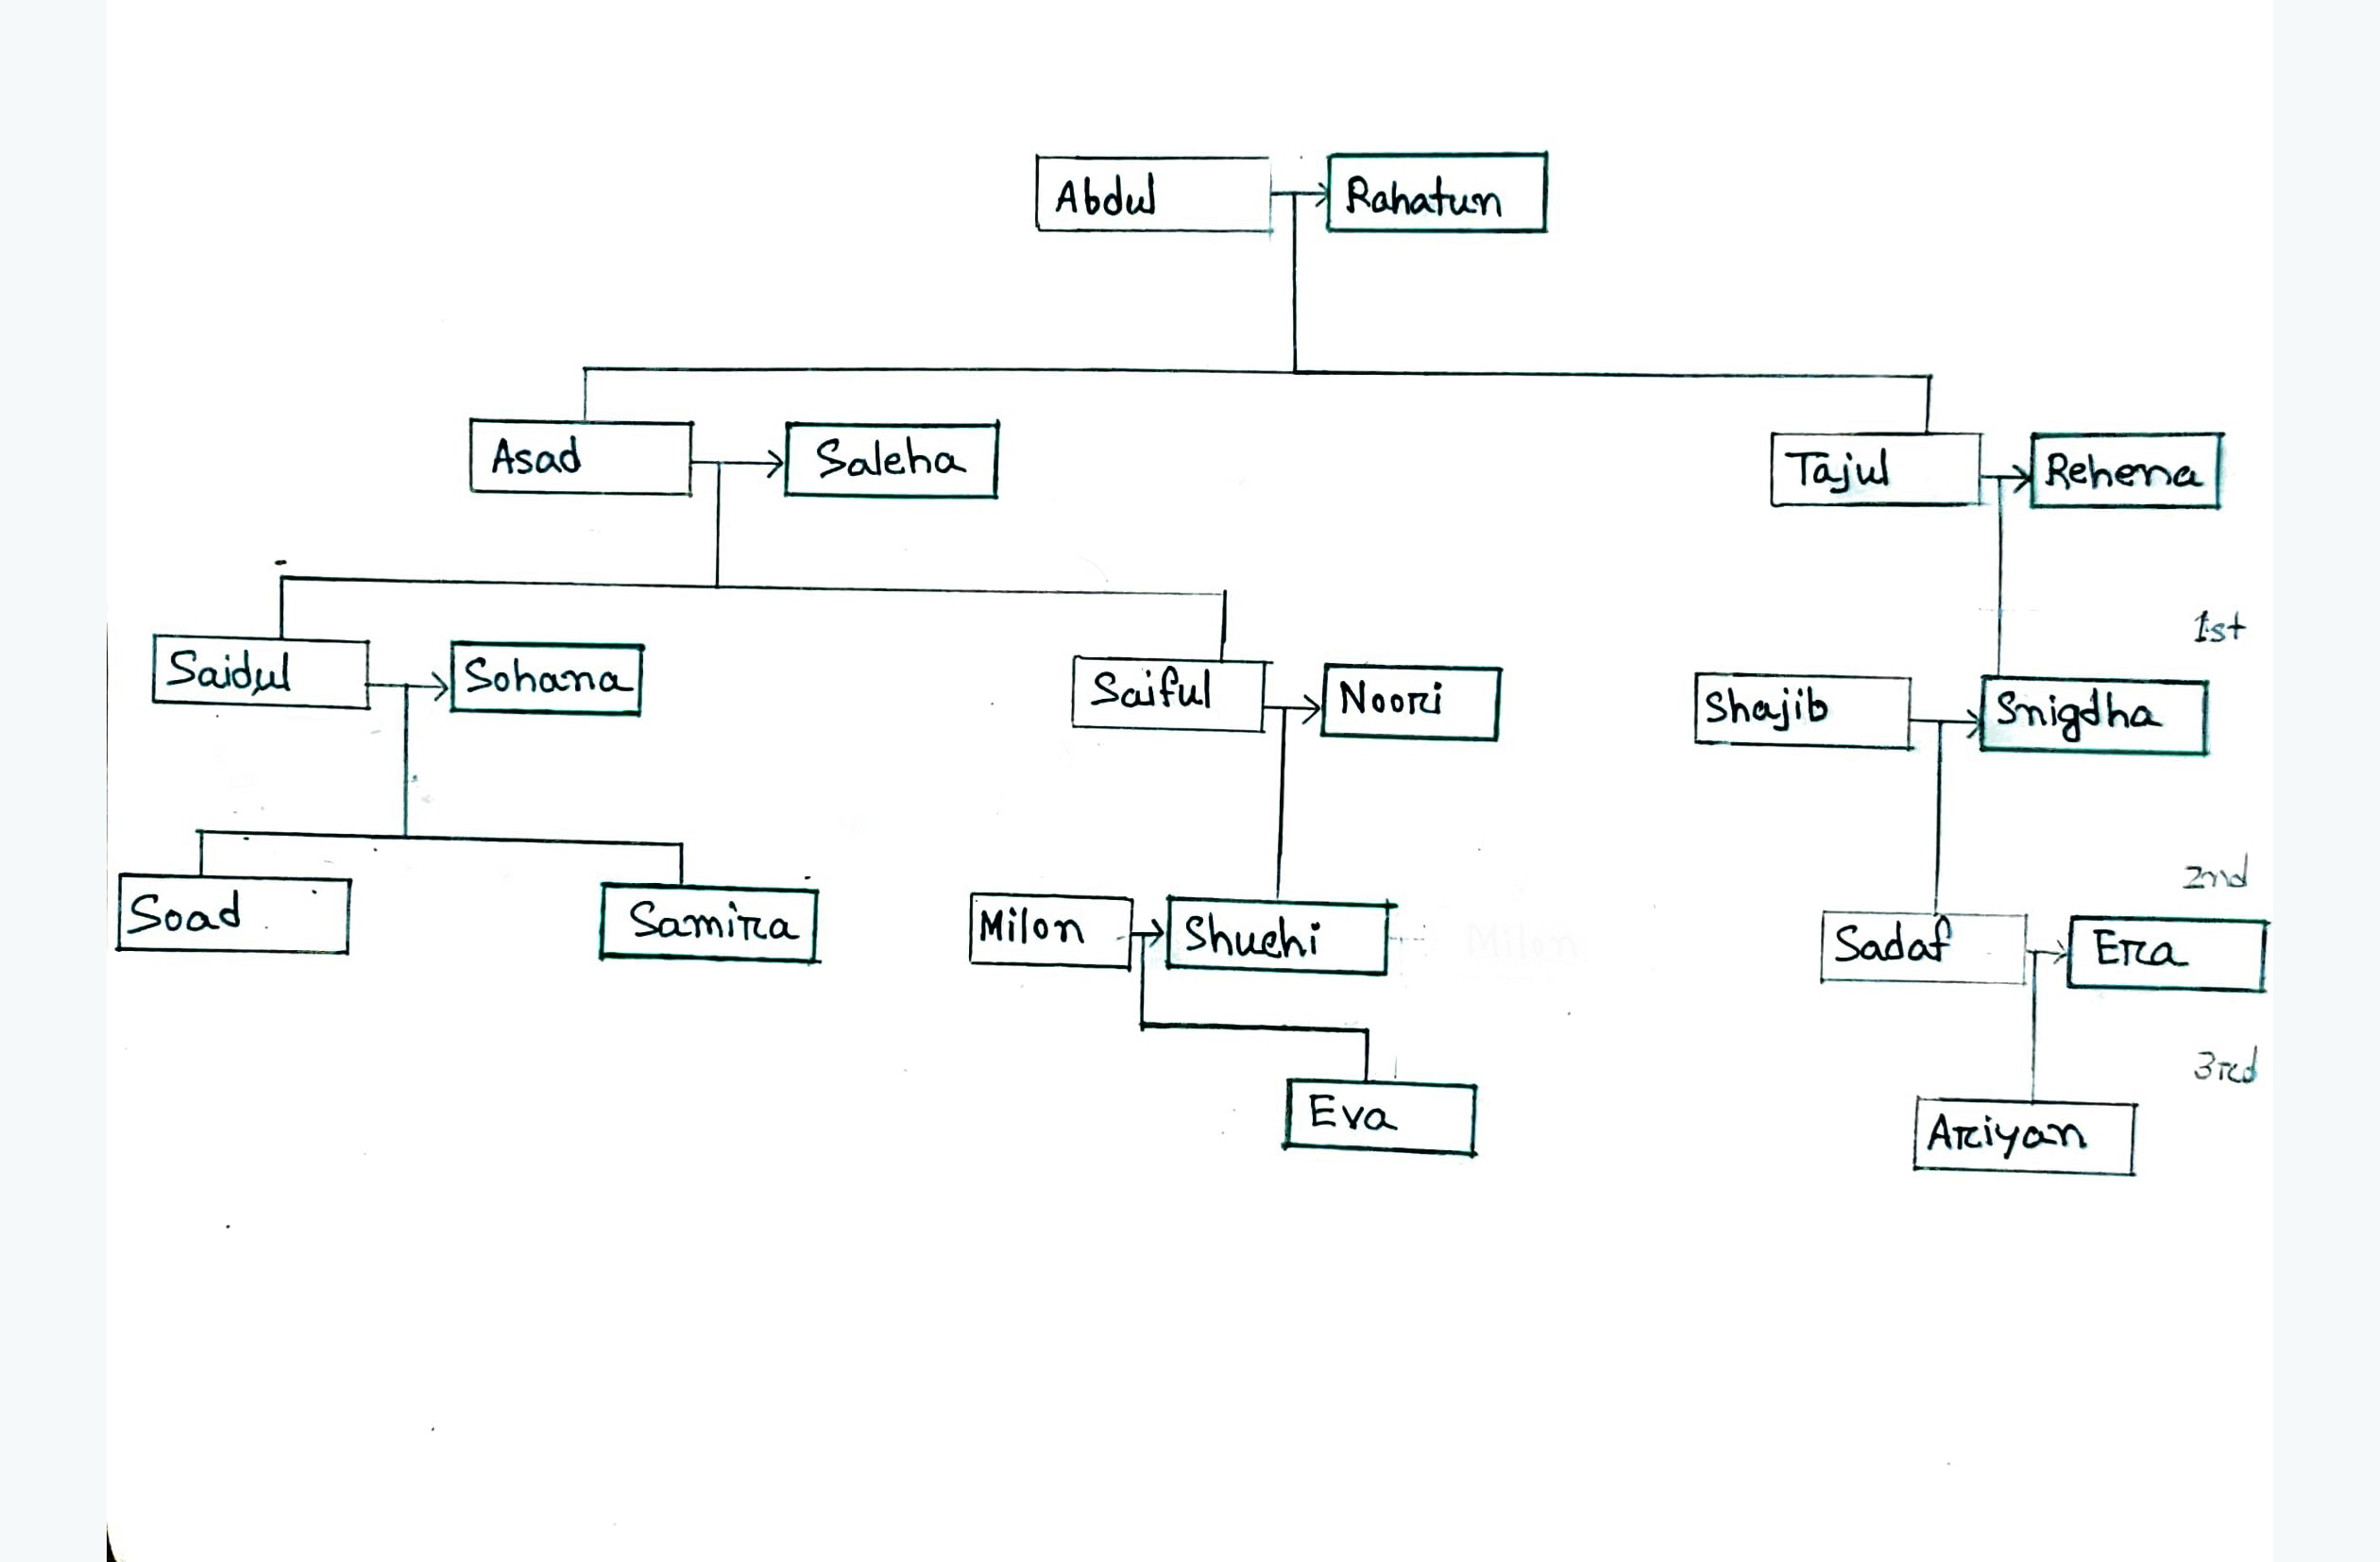 Abdul
Rahatun
Asad
Saleha
Tajul
Rehena
1st
Saidul
Sohana
Saiful
Noori
Shajib
Snigdha
2nd
Soad
Samira
Milon
Shuchi
Milon
Sadaf
Era
3rd
Eva
Ariyan